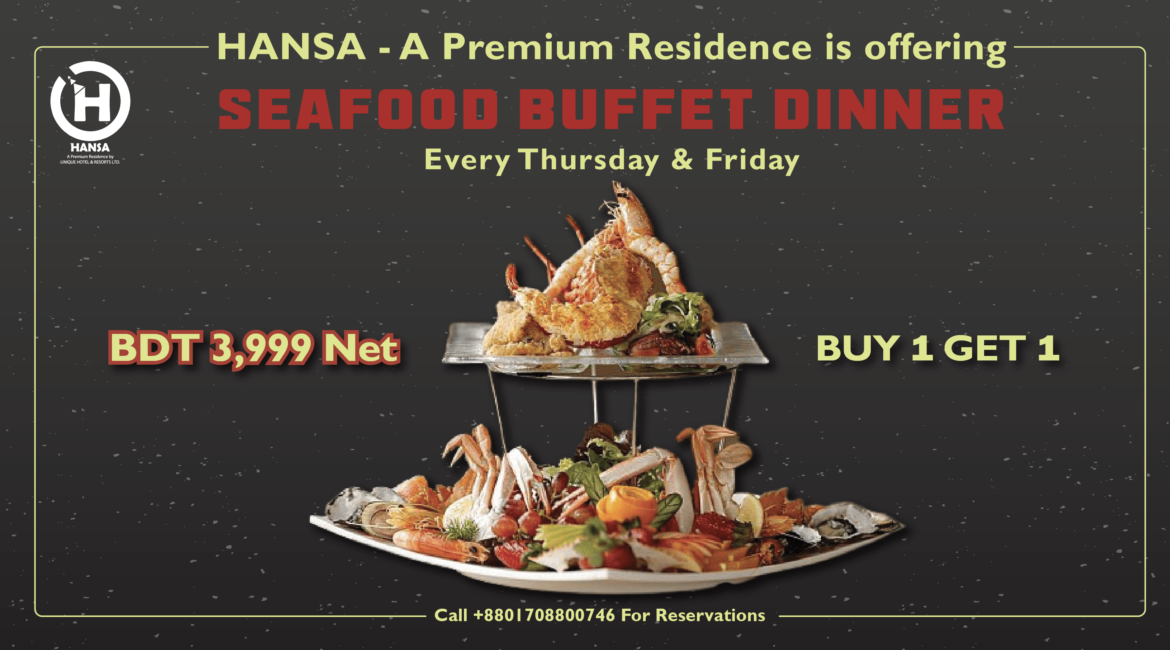 HANSA - A Premium Residence is offering
H
HANSA
A Premium Residence by
UNIQUE HOTEL & RESORTS LTD.
SEAFOOD BUFFET DINNER
Every Thursday & Friday
BDT 3,999 Net
BUY 1 GET 1
Call +8801708800746 For Reservations